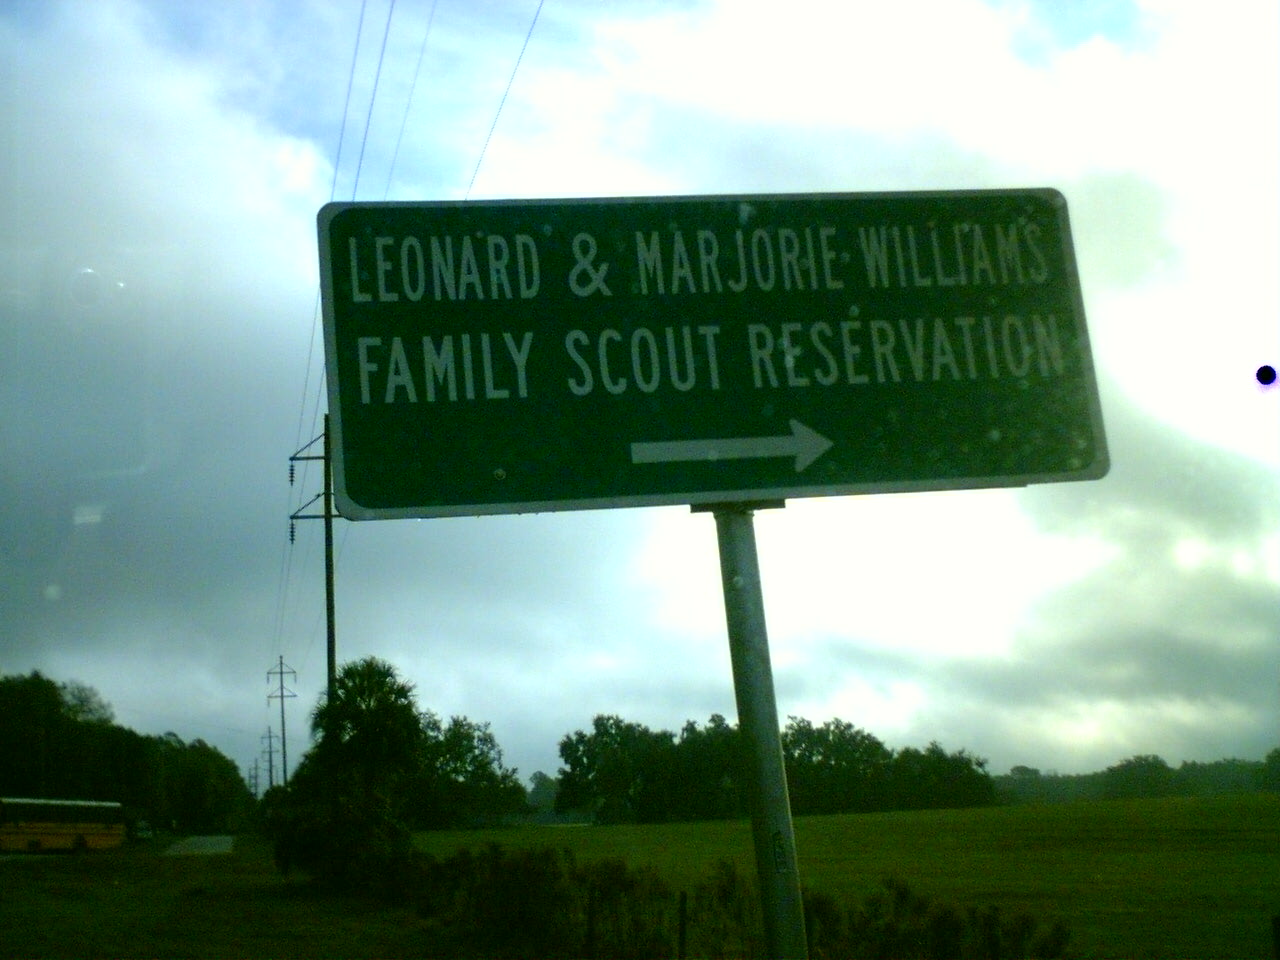 LEONARD & MARJORIE WILLIAMS
FAMILY SCOUT RESERVATION